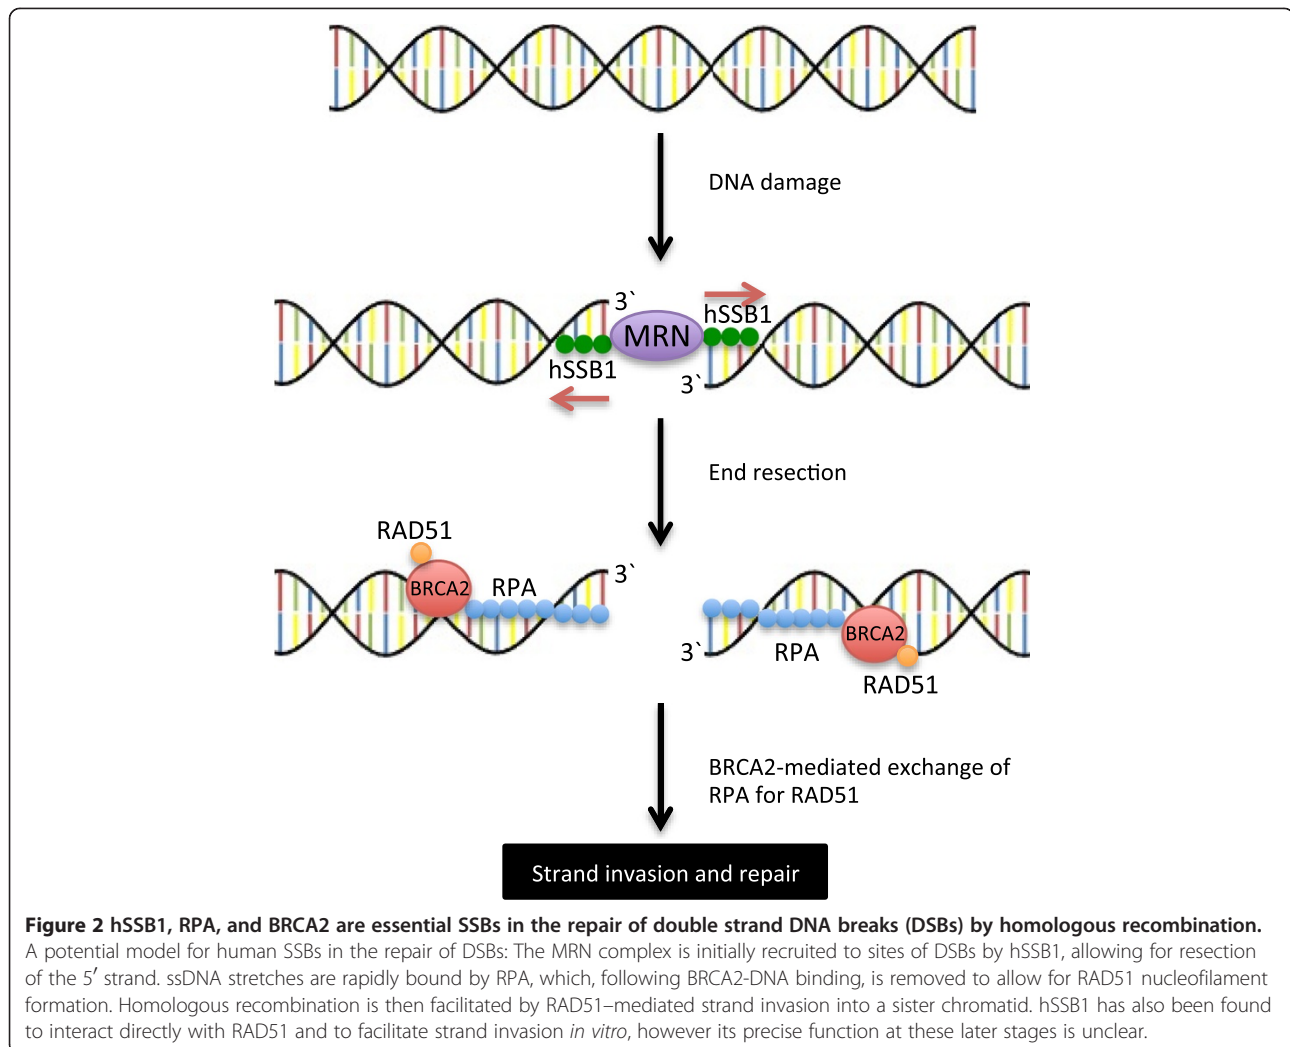 DNA damage
3`
hSSB1
MRN
hSSB1
3`
End resection
RAD51
3`
BRCA2
RPA
BRCA2
3`
RPA
RAD51
BRCA2-mediated exchange of
RPA for RAD51
Strand invasion and repair
Figure 2 hSSB1, RPA, and BRCA2 are essential SSBs in the repair of double strand DNA breaks (DSBs) by homologous recombination.
A potential model for human SSBs in the repair of DSBs: The MRN complex is initially recruited to sites of DSBs by hSSB1, allowing for resection
of the 5′ strand. ssDNA stretches are rapidly bound by RPA, which, following BRCA2-DNA binding, is removed to allow for RAD51 nucleofilament
formation. Homologous recombination is then facilitated by RAD51–mediated strand invasion into a sister chromatid. hSSB1 has also been found
to interact directly with RAD51 and to facilitate strand invasion in vitro, however its precise function at these later stages is unclear.